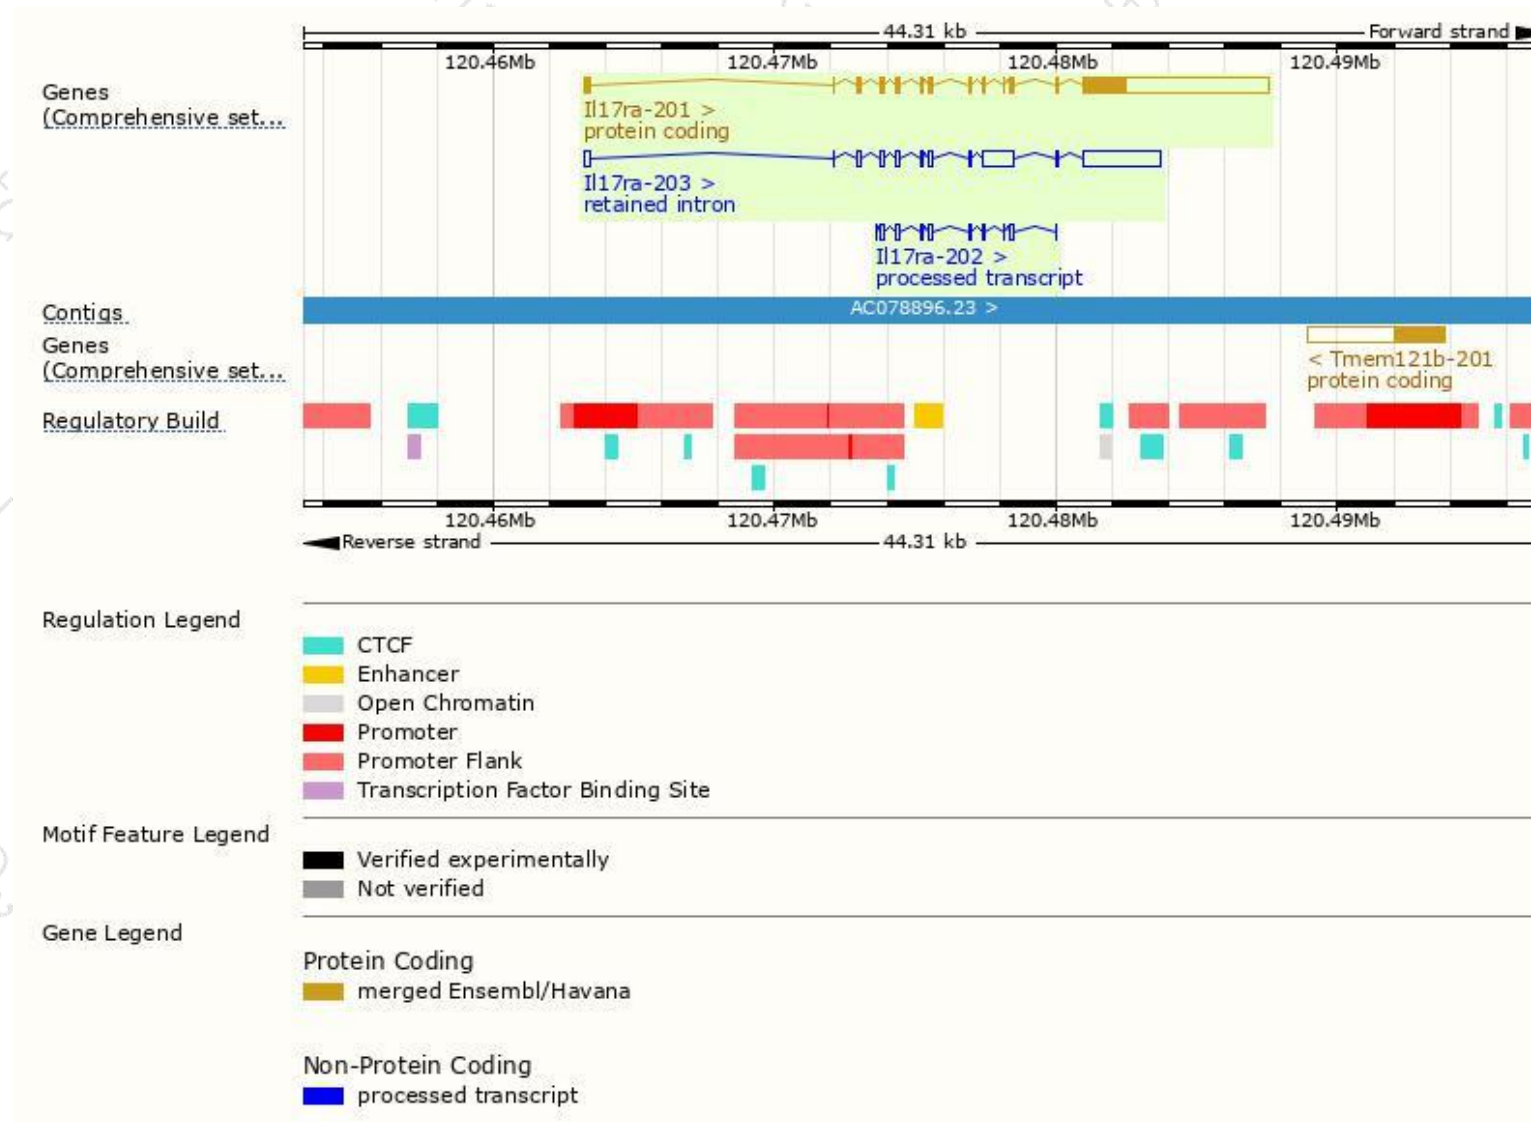 44.31 kb
Forward strand
120.46Mb 120.47Mb 120.48Mb 120.49Mb
Genes
(Comprehensive set...
Il17ra-201 >
protein coding
Il17ra-203 >
retained intron
Il17ra-202 >
processed transcript
Contigs
AC078896.23 >
Genes
(Comprehensive set...
< Tmem121b-201
protein coding
Regulatory Build
120.46Mb 120.47Mb 120.48Mb 120.49Mb
Reverse strand
44.31 kb
Regulation Legend
CTCF
Enhancer
Open Chromatin
Promoter
Promoter Flank
Transcription Factor Binding Site
Motif Feature Legend
Verified experimentally
Not verified
Gene Legend
Protein Coding
merged Ensembl/Havana
Non-Protein Coding
processed transcript